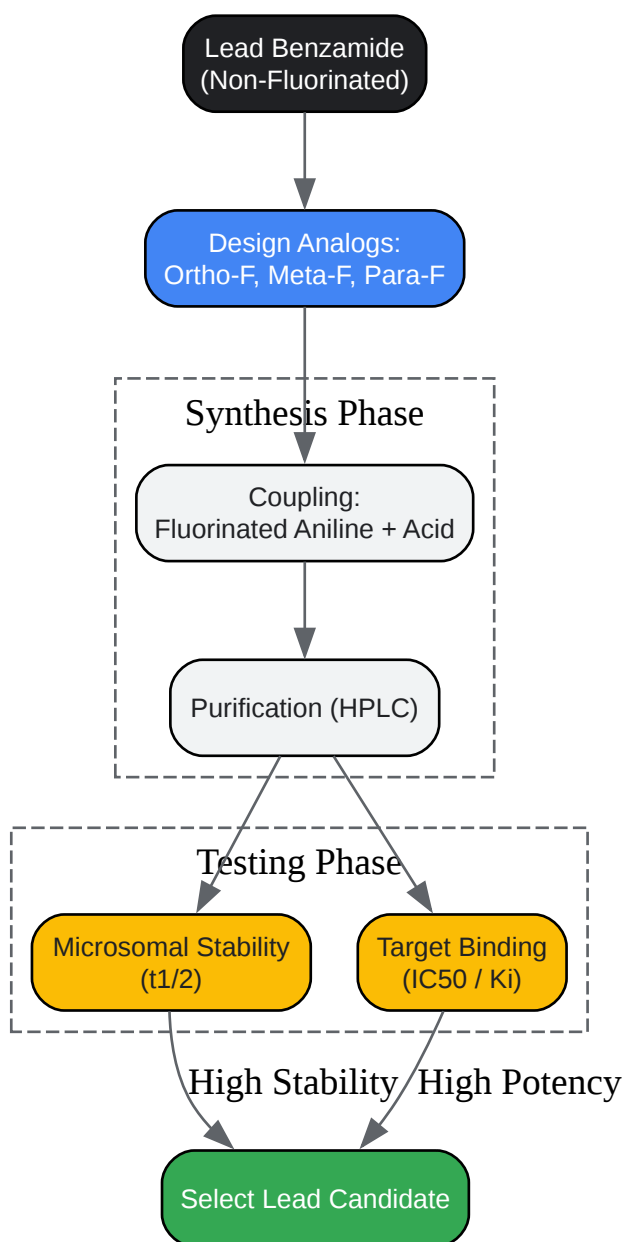 Lead Benzamide
(Non-Fluorinated)
Design Analogs:
Ortho-F, Meta-F, Para-F
Synthesis Phase
Coupling:
Fluorinated Aniline + Acid
Purification (HPLC)
Testing Phase
Microsomal Stability
(t1/2)
Target Binding
(IC50 / Ki)
High Stability
High Potency
Select Lead Candidate